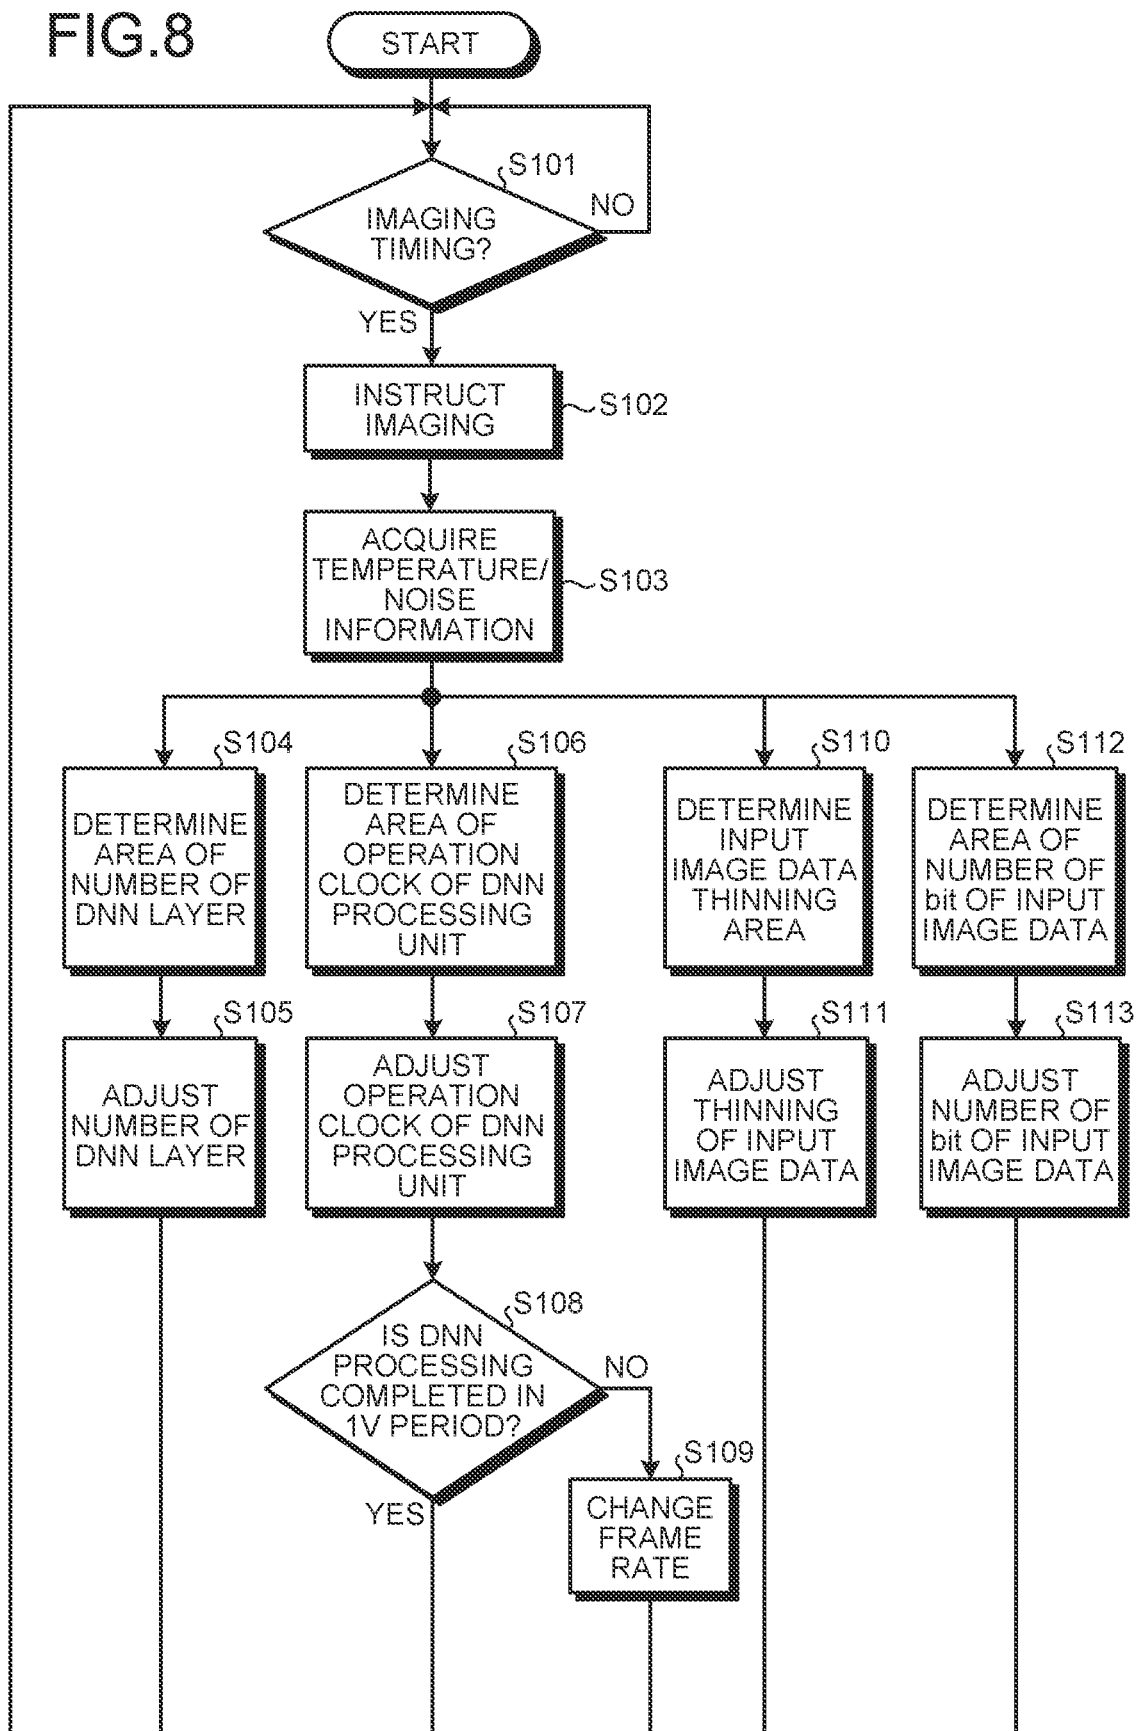 FIG.8
START
S101
IMAGING
TIMING?
NO
YES
INSTRUCT
IMAGING
S102
ACQUIRE
TEMPERATURE/
NOISE
INFORMATION
S103
S104
DETERMINE
AREA OF
NUMBER OF
DNN LAYER
S106
DETERMINE
AREA OF
OPERATION
CLOCK OF DNN
PROCESSING
UNIT
S110
DETERMINE
INPUT
IMAGE DATA
THINNING
AREA
S112
DETERMINE
AREA OF
NUMBER OF
bit OF INPUT
IMAGE DATA
S105
ADJUST
NUMBER OF
DNN LAYER
S107
ADJUST
OPERATION
CLOCK OF DNN
PROCESSING
UNIT
S111
ADJUST
THINNING
OF INPUT
IMAGE DATA
S113
ADJUST
NUMBER OF
bit OF INPUT
IMAGE DATA
S108
IS DNN
PROCESSING
COMPLETED IN
1V PERIOD?
NO
YES
S109
CHANGE
FRAME
RATE